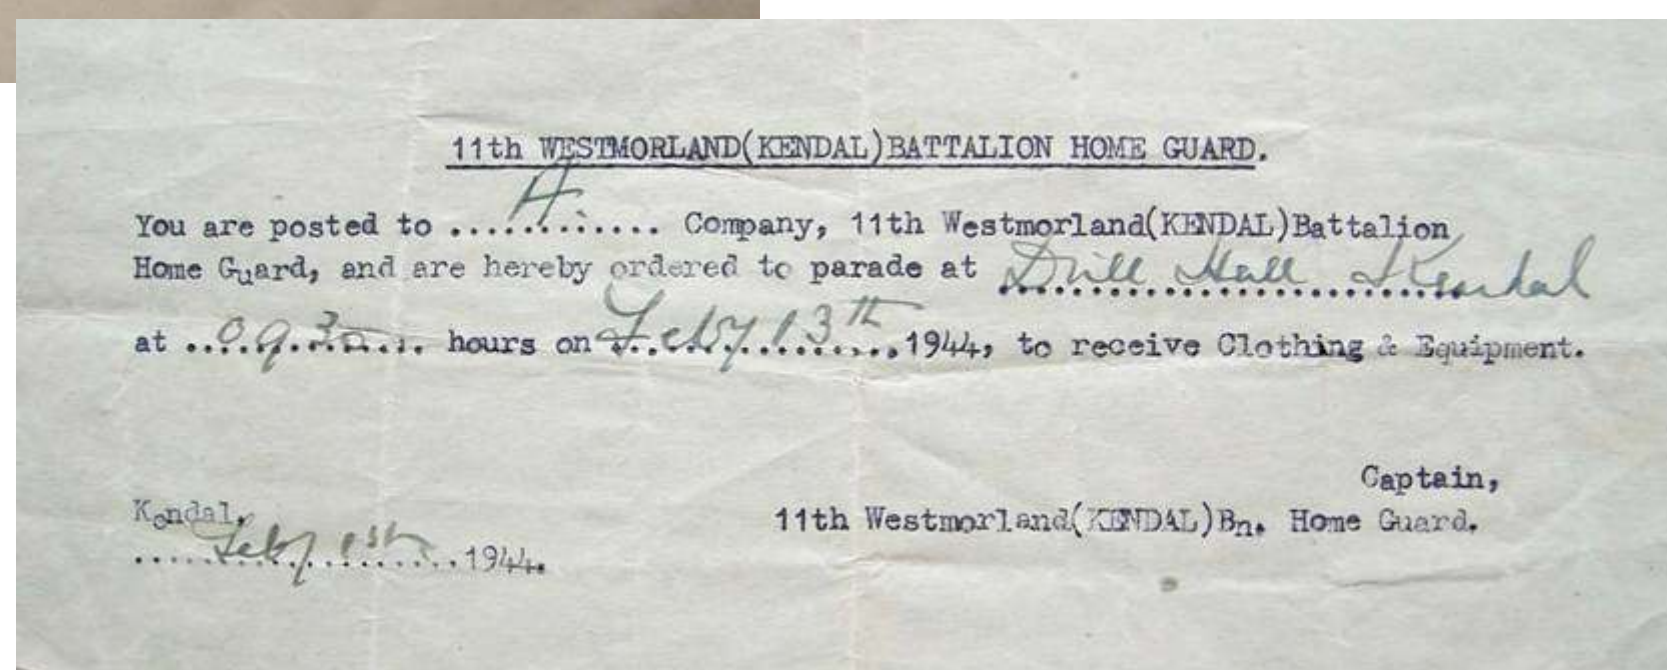 11th WESTMORLAND(KENDAL)BATTALION HOME GUARD.
You are posted to ...A......... Company, 11th Westmorland(KENDAL)Battalion
Home Guard, and are hereby ordered to parade at Drill Hall Kendal
at ..0930.... hours on Feby 13th 1944, to receive Clothing & Equipment.
Captain,
Kendal, 11th Westmorland(KENDAL)Bn. Home Guard.
Feby 1st 1944.